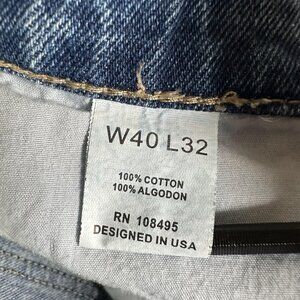 W40 L32
100% COTTON
100% ALGODON
RN 108495
DESIGNED IN USA